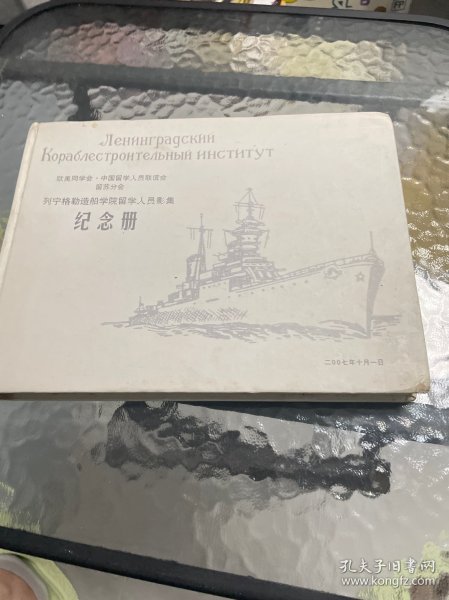 Ленинградский
Кораблестроительный институт
欧美同学会·中国留学人员联谊会
留苏分会
列宁格勒造船学院留学人员影集
纪念册
二00七年十月一日
孔夫子旧书网
www.kongfz.com